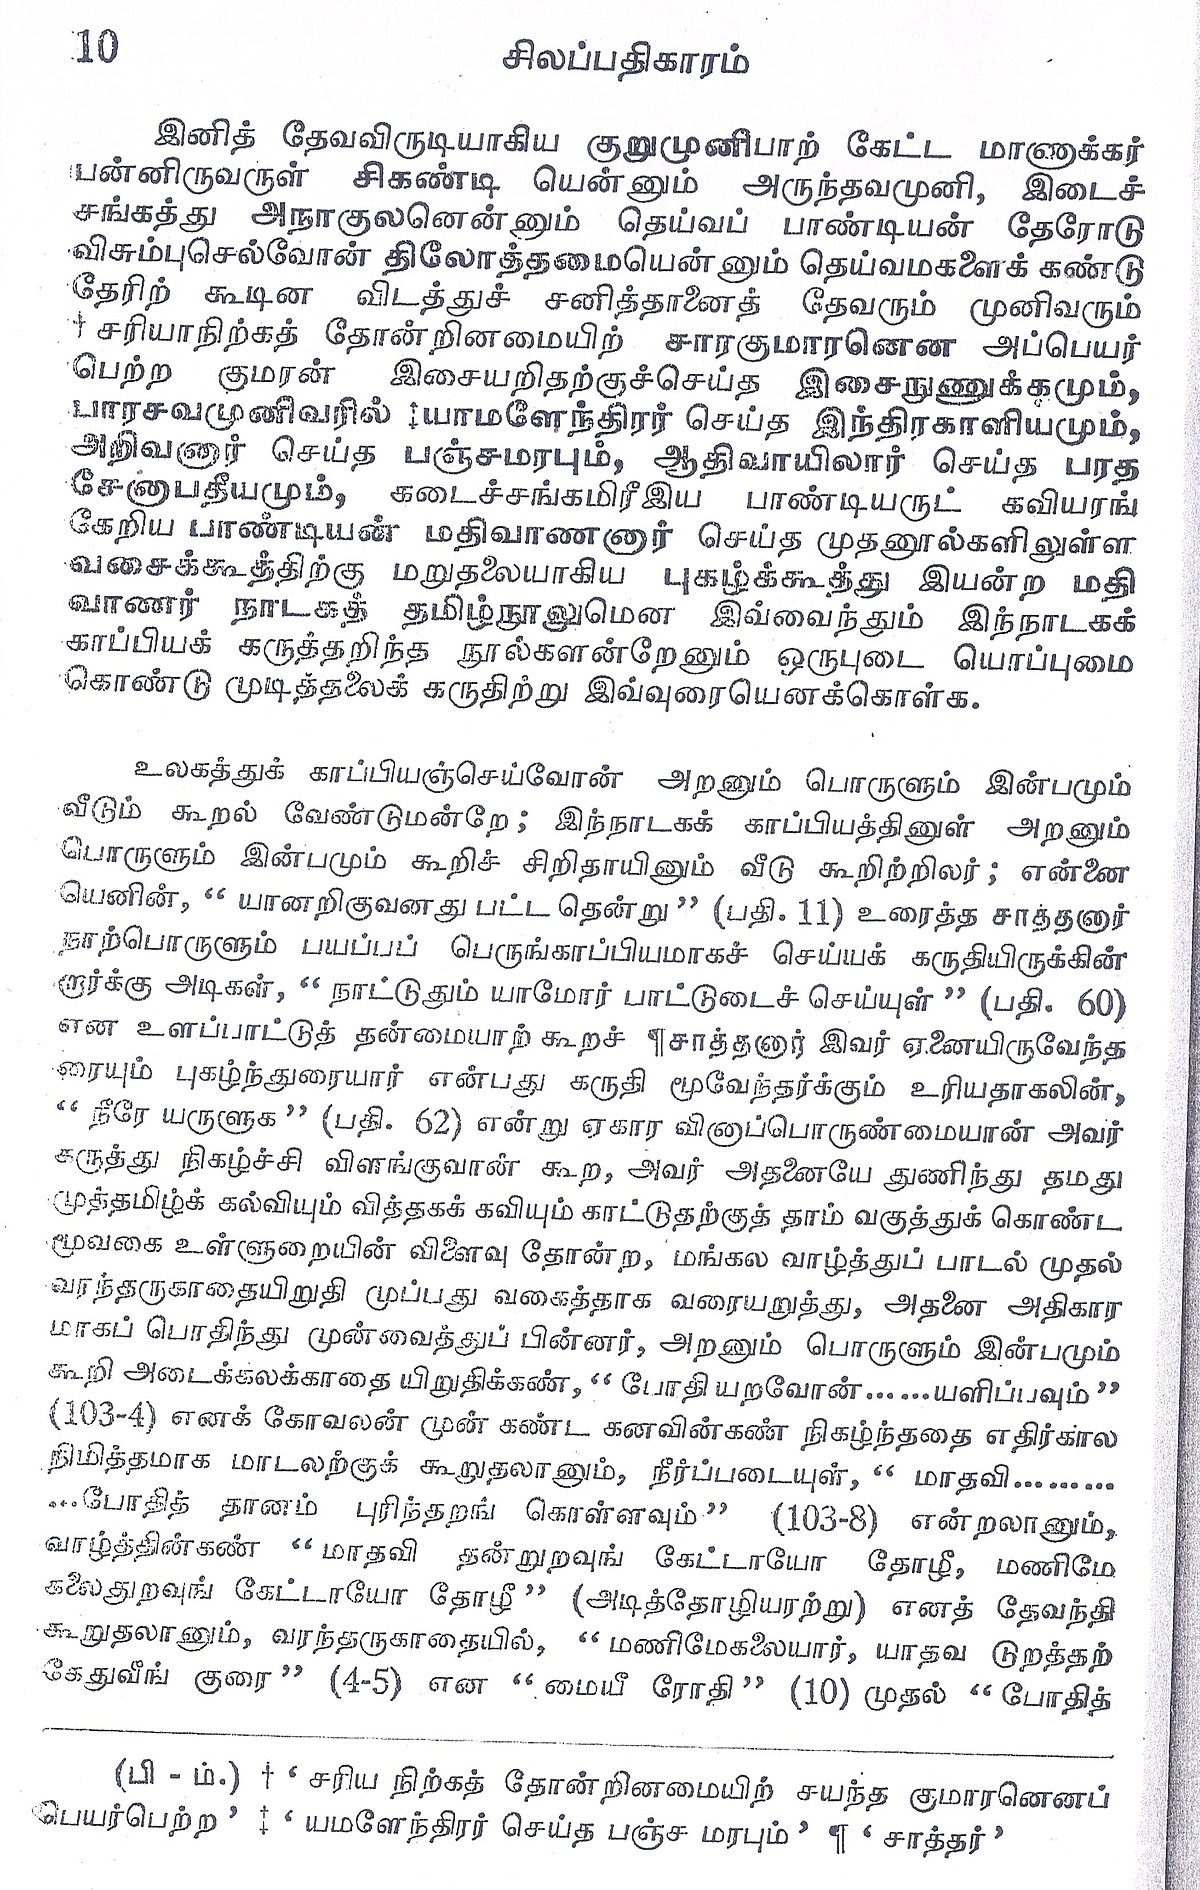 10
சிலப்பதிகாரம்
இனித் தேவவிருடியாகிய குறுமுனிபாற் கேட்ட மாணாக்கர்
பன்னிருவருள் சிகண்டி யென்னும் அருந்தவமுனி, இடைச்
சங்கத்து அநாகுலனென்னும் தெய்வப் பாண்டியன் தேரோடு
விசும்புசெல்வோன் திலோத்தமையென்னும் தெய்வமகளைக் கண்டு
தேரிற் கூடின விடத்துச் சனித்தானைத் தேவரும் முனிவரும்
† சரியாநிற்கத் தோன்றினமையிற் சாரகுமாரனென அப்பெயர்
பெற்ற குமரன் இசையறிதற்குச்செய்த இசைநுணுக்கமும்,
பாரசவமுனிவரில் ‡யாமளேந்திரர் செய்த இந்திரகாளியமும்,
அறிவனார் செய்த பஞ்சமரபும், ஆதிவாயிலார் செய்த பரத
சேனாபதீயமும், கடைச்சங்கமிரீஇய பாண்டியருட் கவியரங்
கேறிய பாண்டியன் மதிவாணனார் செய்த முதனூல்களிலுள்ள
வசைக்கூத்திற்கு மறுதலையாகிய புகழ்க்கூத்து இயன்ற மதி
வாணர் நாடகத் தமிழ்நூலுமென இவ்வைந்தும் இந்நாடகக்
காப்பியக் கருத்தறிந்த நூல்களன்றேனும் ஒருபுடை யொப்புமை
கொண்டு முடித்தலைக் கருதிற்று இவ்வுரையெனக்கொள்க.
உலகத்துக் காப்பியஞ்செய்வோன் அறனும் பொருளும் இன்பமும்
வீடும் கூறல் வேண்டுமன்றே; இந்நாடகக் காப்பியத்தினுள் அறனும்
பொருளும் இன்பமும் கூறிச் சிறிதாயினும் வீடு கூறிற்றிலர்; என்னை
யெனின், “யானறிகுவனது பட்ட தென்று” (பதி. 11) உரைத்த சாத்தனார்
நாற்பொருளும் பயப்பப் பெருங்காப்பியமாகச் செய்யக் கருதியிருக்கின்
றார்க்கு அடிகள், “நாட்டுதும் யாமோர் பாட்டுடைச் செய்யுள்” (பதி. 60)
என உளப்பாட்டுத் தன்மையாற் கூறச் ¶சாத்தனார் இவர் ஏனையிருவேந்த
ரையும் புகழ்ந்துரையார் என்பது கருதி மூவேந்தர்க்கும் உரியதாகலின்,
“நீரே யருளுக” (பதி. 62) என்று ஏகார வினாப்பொருண்மையான் அவர்
கருத்து நிகழ்ச்சி விளங்குவான் கூற, அவர் அதனையே துணிந்து தமது
முத்தமிழ்க் கல்வியும் வித்தகக் கவியும் காட்டுதற்குத் தாம் வகுத்துக் கொண்ட
மூவகை உள்ளுறையின் விளைவு தோன்ற, மங்கல வாழ்த்துப் பாடல் முதல்
வரந்தருகாதையிறுதி முப்பது வகைத்தாக வரையறுத்து, அதனை அதிகார
மாகப் பொதிந்து முன்வைத்துப் பின்னர், அறனும் பொருளும் இன்பமும்
கூறி அடைக்கலக்காதை யிறுதிக்கண், “போதி யறவோன்......யளிப்பவும்”
(103-4) எனக் கோவலன் முன் கண்ட கனவின்கண் நிகழ்ந்ததை எதிர்கால
நிமித்தமாக மாடலற்குக் கூறுதலானும், நீர்ப்படையுள், “ மாதவி.........
...போதித் தானம் புரிந்தறங் கொள்ளவும்” (103-8) என்றலானும்,
வாழ்த்தின்கண் “மாதவி தன்றுறவுங் கேட்டாயோ தோழீ, மணிமே
கலைதுறவுங் கேட்டாயோ தோழீ” (அடித்தோழியரற்று) எனத் தேவந்தி
கூறுதலானும், வரந்தருகாதையில், “மணிமேகலையார், யாதவ டுறத்தற்
கேதுவீங் குரை” (4-5) என “மையீ ரோதி” (10) முதல் “போதித்
(பி - ம்.) † ‘சரிய நிற்கத் தோன்றினமையிற் சயந்த குமாரனெனப்
பெயர்பெற்ற’ ‡ ‘யமளேந்திரர் செய்த பஞ்ச மரபும்’ ¶ ‘சாத்தர்’